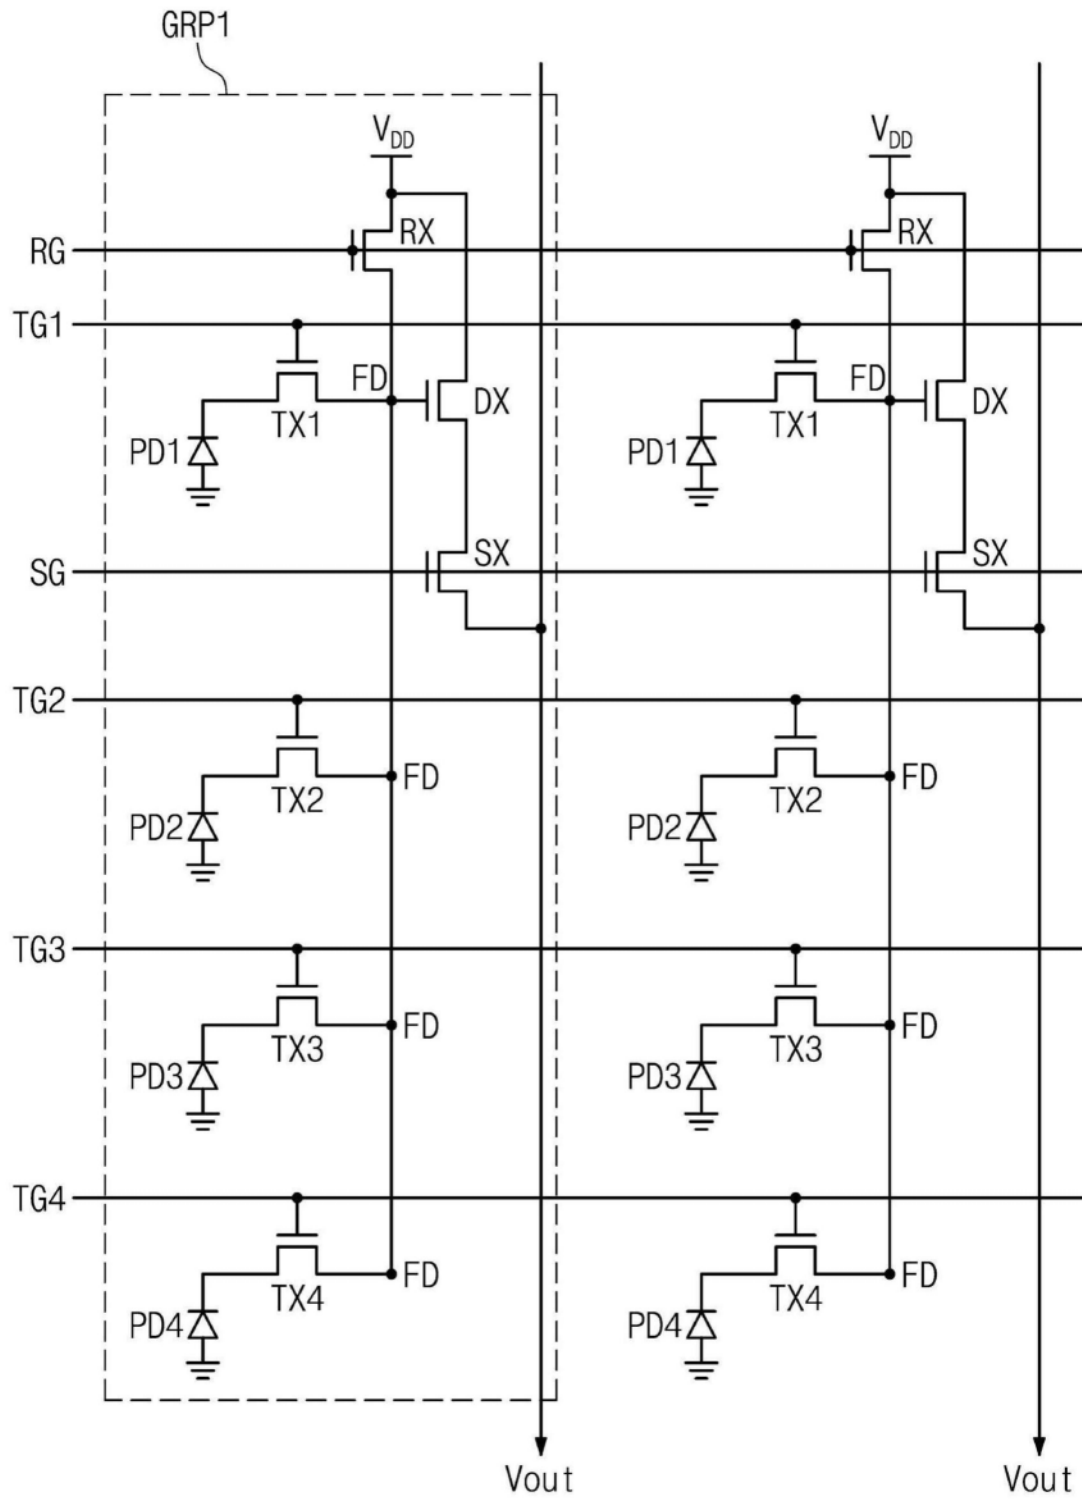 GRP1
VDD
VDD
RG
RX
RX
TG1
FD
DX
FD
DX
TX1
TX1
PD1
PD1
SG
SX
SX
TG2
FD
FD
TX2
TX2
PD2
PD2
TG3
FD
FD
TX3
TX3
PD3
PD3
TG4
FD
FD
TX4
TX4
PD4
PD4
Vout
Vout